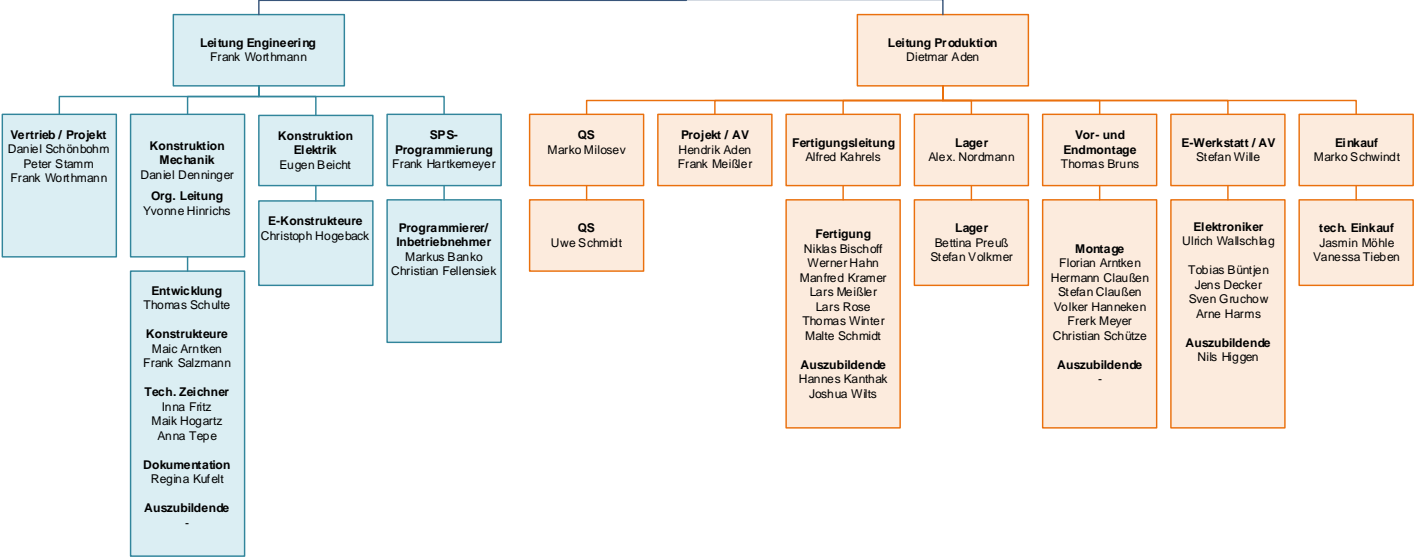 Leitung Engineering
Frank Worthmann
Leitung Produktion
Dietmar Aden
Vertrieb / Projekt
Daniel Schönbohm
Peter Stamm
Frank Worthmann
Konstruktion
Mechanik
Daniel Denninger
Org. Leitung
Yvonne Hinrichs
Entwicklung
Thomas Schulte
Konstrukteure
Maic Arntken
Frank Salzmann
Tech. Zeichner
Inna Fritz
Maik Hogartz
Anna Tepe
Dokumentation
Regina Kufelt
Auszubildende
-
Konstruktion
Elektrik
Eugen Beicht
E-Konstrukteure
Christoph Hogeback
SPS-
Programmierung
Frank Hartkemeyer
Programmierer/
Inbetriebnehmer
Markus Banko
Christian Fellensiek
QS
Marko Milosev
QS
Uwe Schmidt
Projekt / AV
Hendrik Aden
Frank Meißler
Fertigungsleitung
Alfred Kahrels
Fertigung
Niklas Bischoff
Werner Hahn
Manfred Kramer
Lars Meißler
Lars Rose
Thomas Winter
Malte Schmidt
Auszubildende
Hannes Kanthak
Joshua Wilts
Lager
Alex. Nordmann
Lager
Bettina Preuß
Stefan Volkmer
Vor- und
Endmontage
Thomas Bruns
Montage
Florian Arntken
Hermann Claußen
Stefan Claußen
Volker Hanneken
Frerk Meyer
Christian Schütze
Auszubildende
-
E-Werkstatt / AV
Stefan Wille
Elektroniker
Ulrich Wallschlag
Tobias Büntjen
Jens Decker
Sven Gruchow
Arne Harms
Auszubildende
Nils Higgen
Einkauf
Marko Schwindt
tech. Einkauf
Jasmin Möhle
Vanessa Tieben